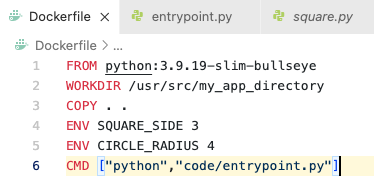 Dockerfile × entrypoint.py square.py
Dockerfile > ...
1 FROM python:3.9.19-slim-bullseye
2 WORKDIR /usr/src/my_app_directory
3 COPY . .
4 ENV SQUARE_SIDE 3
5 ENV CIRCLE_RADIUS 4
6 CMD ["python","code/entrypoint.py"]